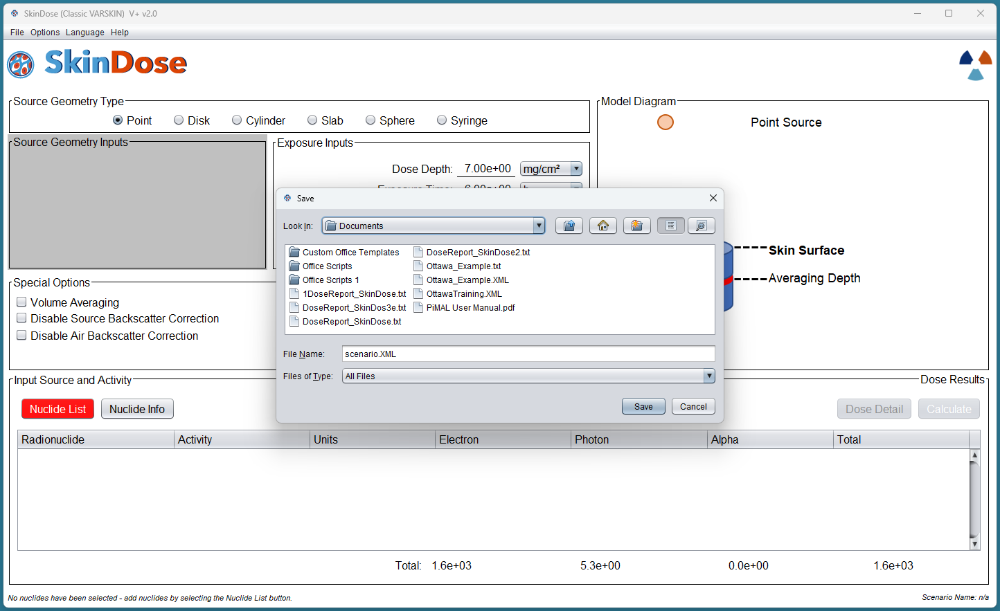 SkinDose (Classic VARSKIN) V+ v2.0
File Options Language Help
SkinDose
Source Geometry Type
Point Disk Cylinder Slab Sphere Syringe
Model Diagram
Point Source
Source Geometry Inputs
Exposure Inputs
Dose Depth: 7.00e+00 mg/cm²
Save
Look In: Documents
Custom Office Templates
Office Scripts
Office Scripts 1
1DoseReport_SkinDose.txt
DoseReport_SkinDos3e.txt
DoseReport_SkinDose.txt
DoseReport_SkinDose2.txt
Ottawa_Example.txt
Ottawa_Example.XML
OttawaTraining.XML
PiMAL User Manual.pdf
File Name: scenario.XML
Files of Type: All Files
Save Cancel
Skin Surface
Averaging Depth
Special Options
Volume Averaging
Disable Source Backscatter Correction
Disable Air Backscatter Correction
Input Source and Activity
Dose Results
Nuclide List Nuclide Info
Dose Detail Calculate
Radionuclide Activity Units Electron Photon Alpha Total
Total: 1.6e+03 5.3e+00 0.0e+00 1.6e+03
No nuclides have been selected - add nuclides by selecting the Nuclide List button.
Scenario Name: n/a